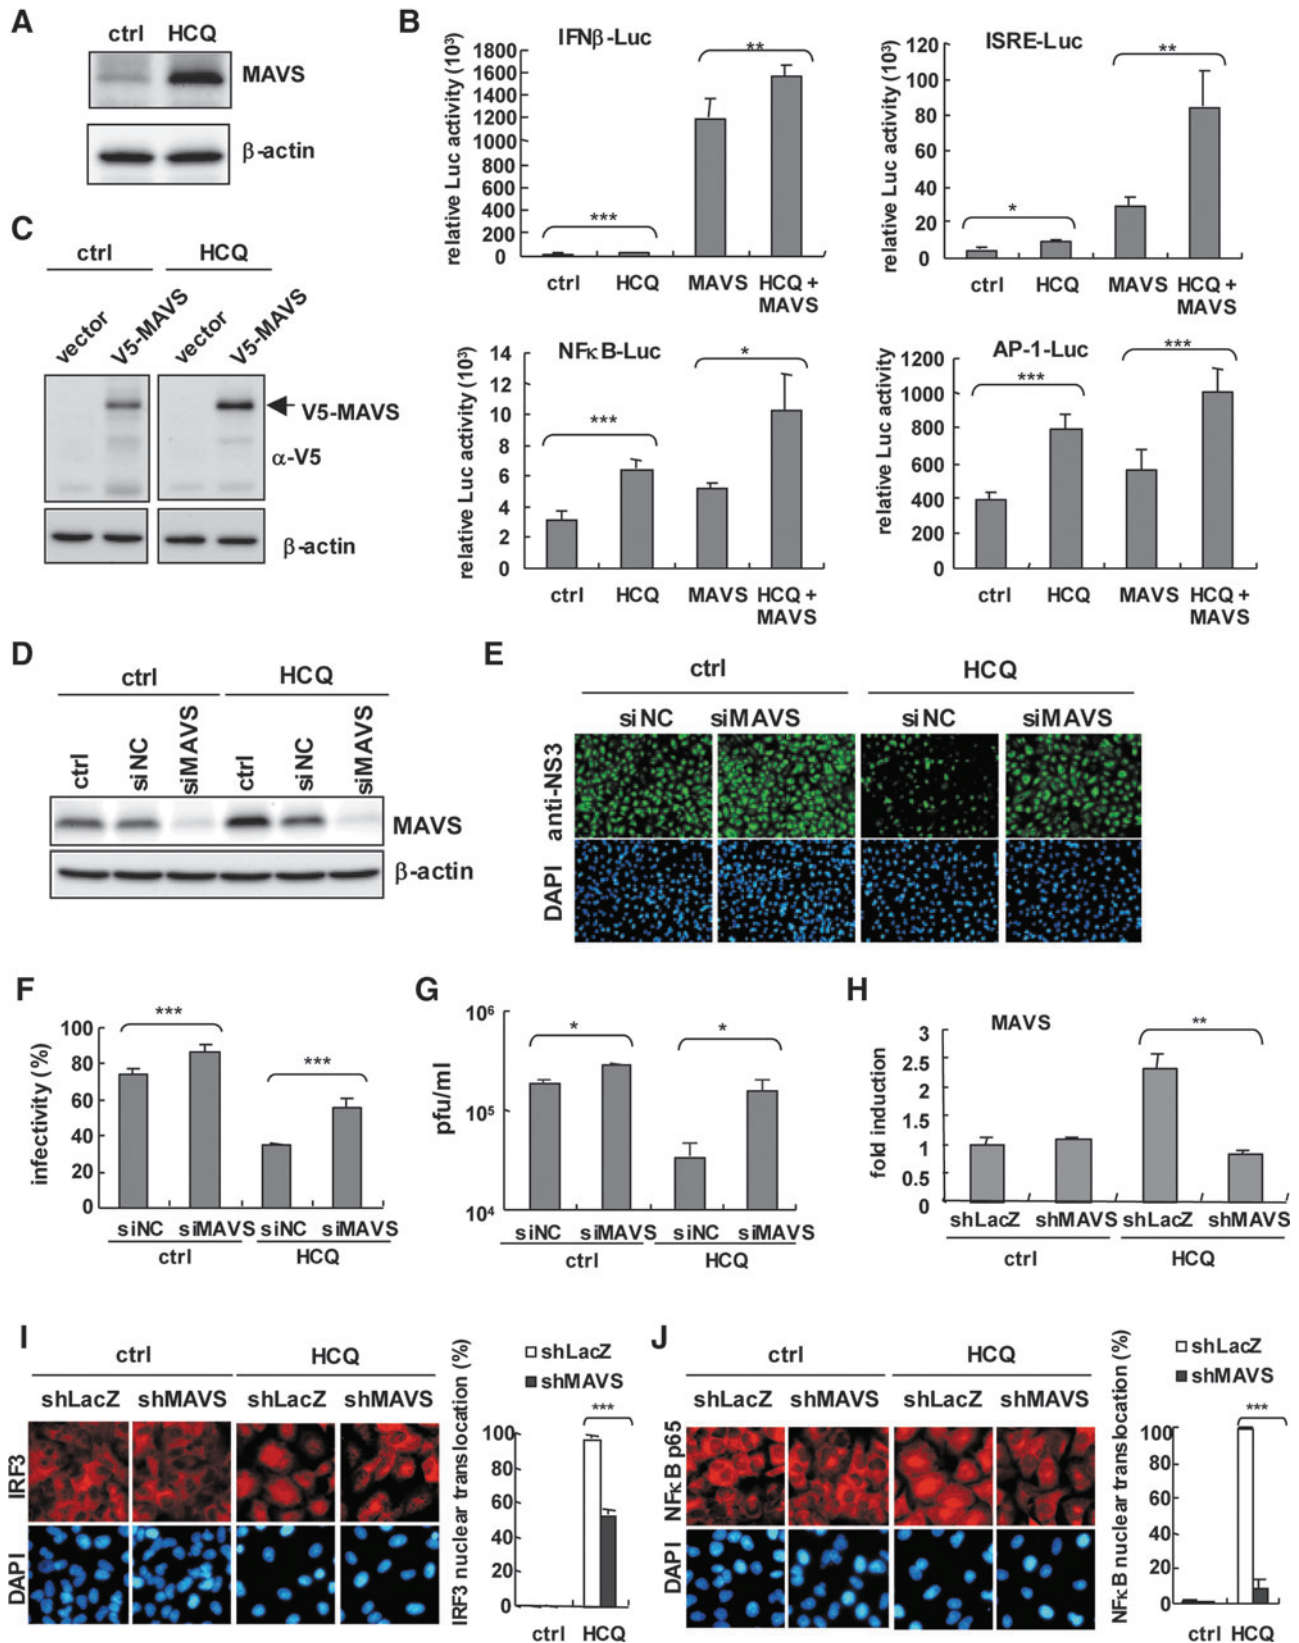 A
ctrl HCQ
MAVS
β-actin
B
IFNβ-Luc
relative Luc activity (10³)
1800
1600
1400
1200
1000
800
600
400
200
0
***
**
ctrl HCQ MAVS HCQ +
MAVS
ISRE-Luc
relative Luc activity (10³)
120
100
80
60
40
20
0
*
**
ctrl HCQ MAVS HCQ +
MAVS
NFκB-Luc
relative Luc activity (10³)
14
12
10
8
6
4
2
0
***
*
ctrl HCQ MAVS HCQ +
MAVS
AP-1-Luc
relative Luc activity
1200
1000
800
600
400
200
0
***
***
ctrl HCQ MAVS HCQ +
MAVS
C
ctrl HCQ
vector V5-MAVS vector V5-MAVS
V5-MAVS
α-V5
β-actin
D
ctrl HCQ
ctrl siNC siMAVS ctrl siNC siMAVS
MAVS
β-actin
E
ctrl HCQ
siNC siMAVS siNC siMAVS
anti-NS3
DAPI
F
infectivity (%)
100
80
60
40
20
0
***
***
siNC siMAVS siNC siMAVS
ctrl HCQ
G
pfu/ml
10⁶
10⁵
10⁴
*
*
siNC siMAVS siNC siMAVS
ctrl HCQ
H
MAVS
fold induction
3
2.5
2
1.5
1
0.5
0
**
shLacZ shMAVS shLacZ shMAVS
ctrl HCQ
I
ctrl HCQ
shLacZ shMAVS shLacZ shMAVS
IRF3
DAPI
IRF3 nuclear translocation (%)
shLacZ
shMAVS
***
100
80
60
40
20
0
ctrl HCQ
J
ctrl HCQ
shLacZ shMAVS shLacZ shMAVS
NFκB p65
DAPI
NFκB nuclear translocation (%)
shLacZ
shMAVS
***
100
80
60
40
20
0
ctrl HCQ